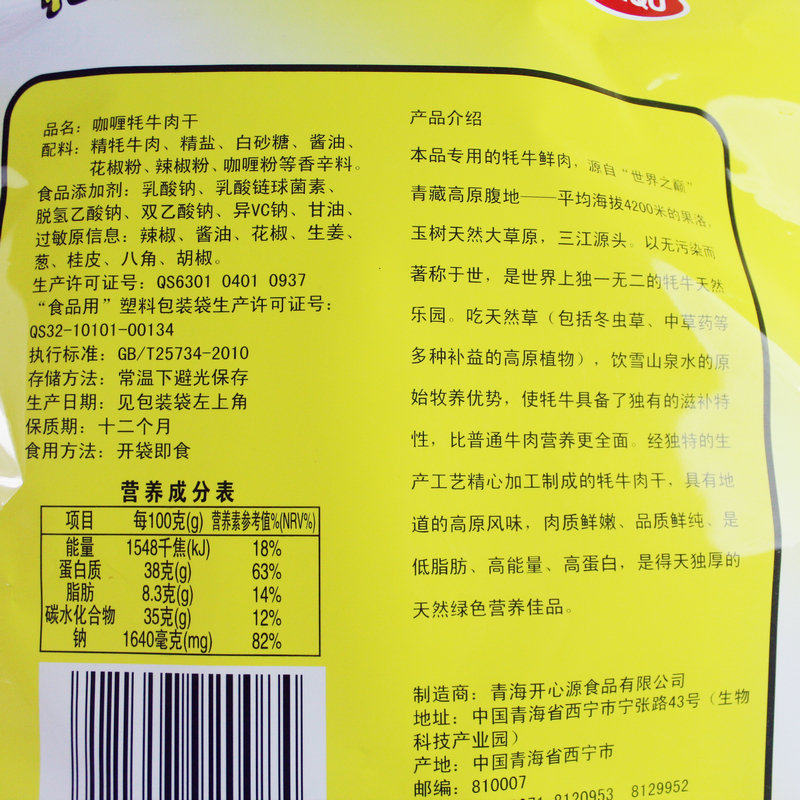 品名：咖喱牦牛肉干
配料：精牦牛肉、精盐、白砂糖、酱油、
花椒粉、辣椒粉、咖喱粉等香辛料。
食品添加剂：乳酸钠、乳酸链球菌素、
脱氢乙酸钠、双乙酸钠、异VC钠、甘油、
过敏原信息：辣椒、酱油、花椒、生姜、
葱、桂皮、八角、胡椒。
生产许可证号：QS6301 0401 0937
“食品用”塑料包装袋生产许可证号：
QS32-10101-00134
执行标准：GB/T25734-2010
存储方法：常温下避光保存
生产日期：见包装袋左上角
保质期：十二个月
食用方法：开袋即食
营养成分表
项目 每100克(g) 营养素参考值%(NRV%)
能量 1548千焦(kJ) 18%
蛋白质 38克(g) 63%
脂肪 8.3克(g) 14%
碳水化合物 35克(g) 12%
钠 1640毫克(mg) 82%
产品介绍
本品专用的牦牛鲜肉，源自“世界之巅”
青藏高原腹地——平均海拔4200米的果洛，
玉树天然大草原，三江源头。以无污染而
著称于世，是世界上独一无二的牦牛天然
乐园。吃天然草（包括冬虫草、中草药等
多种补益的高原植物），饮雪山泉水的原
始牧养优势，使牦牛具备了独有的滋补特
性，比普通牛肉营养更全面。经独特的生
产工艺精心加工制成的牦牛肉干，具有地
道的高原风味，肉质鲜嫩、品质鲜纯、是
低脂肪、高能量、高蛋白，是得天独厚的
天然绿色营养佳品。
制造商：青海开心源食品有限公司
地址：中国青海省西宁市宁张路43号（生物
科技产业园）
产地：中国青海省西宁市
邮编：810007
8120953 8129952